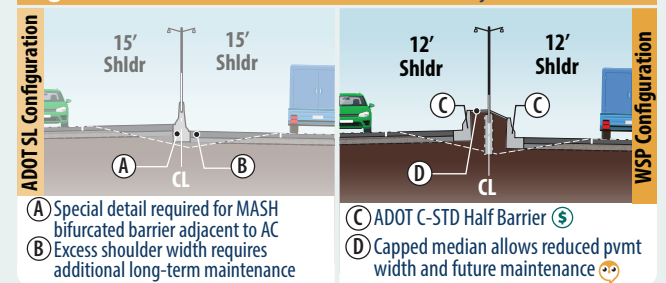 ADOT SL Configuration
15'
Shldr
15'
Shldr
A
B
CL
A Special detail required for MASH
bifurcated barrier adjacent to AC
B Excess shoulder width requires
additional long-term maintenance
12'
Shldr
12'
Shldr
C
C
D
CL
WSP Configuration
C ADOT C-STD Half Barrier $
D Capped median allows reduced pvmt
width and future maintenance